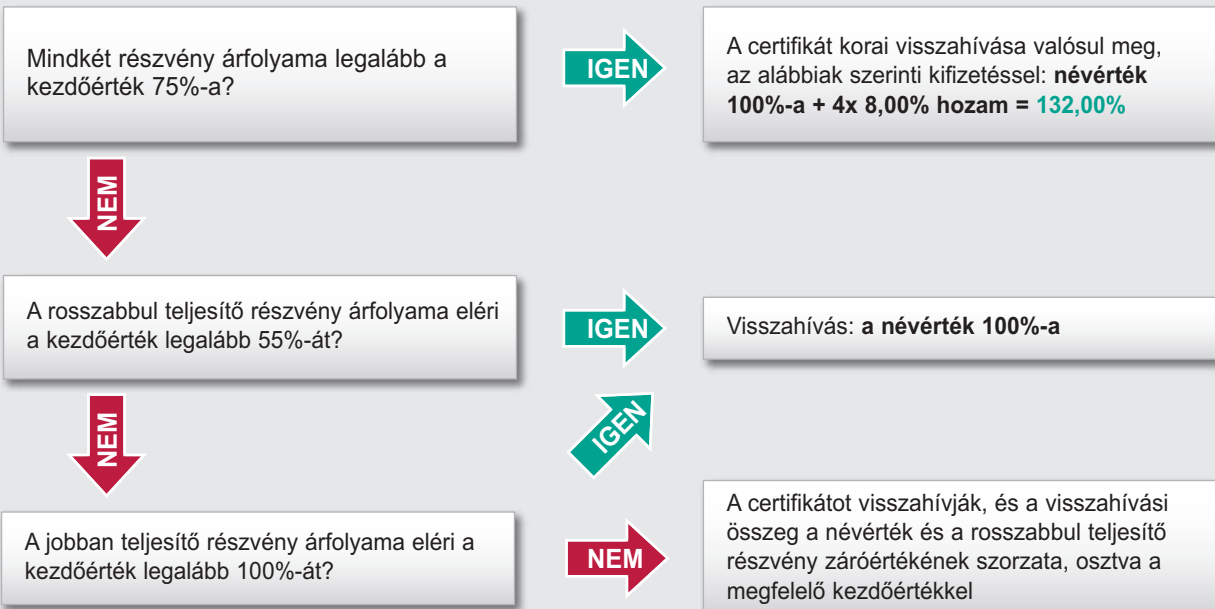 Mindkét részvény árfolyama legalább a
kezdőérték 75%-a?
IGEN
A certifikát korai visszahívása valósul meg,
az alábbiak szerinti kifizetéssel: névérték
100%-a + 4x 8,00% hozam = 132,00%
NEM
A rosszabbul teljesítő részvény árfolyama eléri
a kezdőérték legalább 55%-át?
IGEN
Visszahívás: a névérték 100%-a
NEM
IGEN
A jobban teljesítő részvény árfolyama eléri a
kezdőérték legalább 100%-át?
NEM
A certifikátot visszahívják, és a visszahívási
összeg a névérték és a rosszabbul teljesítő
részvény záróértékének szorzata, osztva a
megfelelő kezdőértékkel